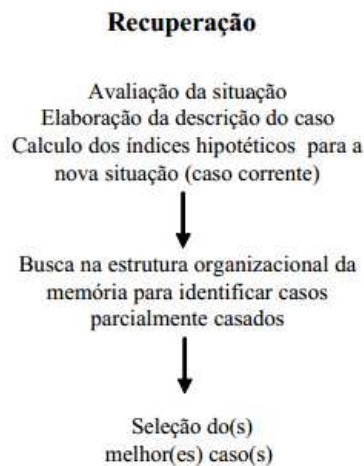 Recuperação
Avaliação da situação
Elaboração da descrição do caso
Calculo dos índices hipotéticos para a
nova situação (caso corrente)
Busca na estrutura organizacional da
memória para identificar casos
parcialmente casados
Seleção do(s)
melhor(es) caso(s)